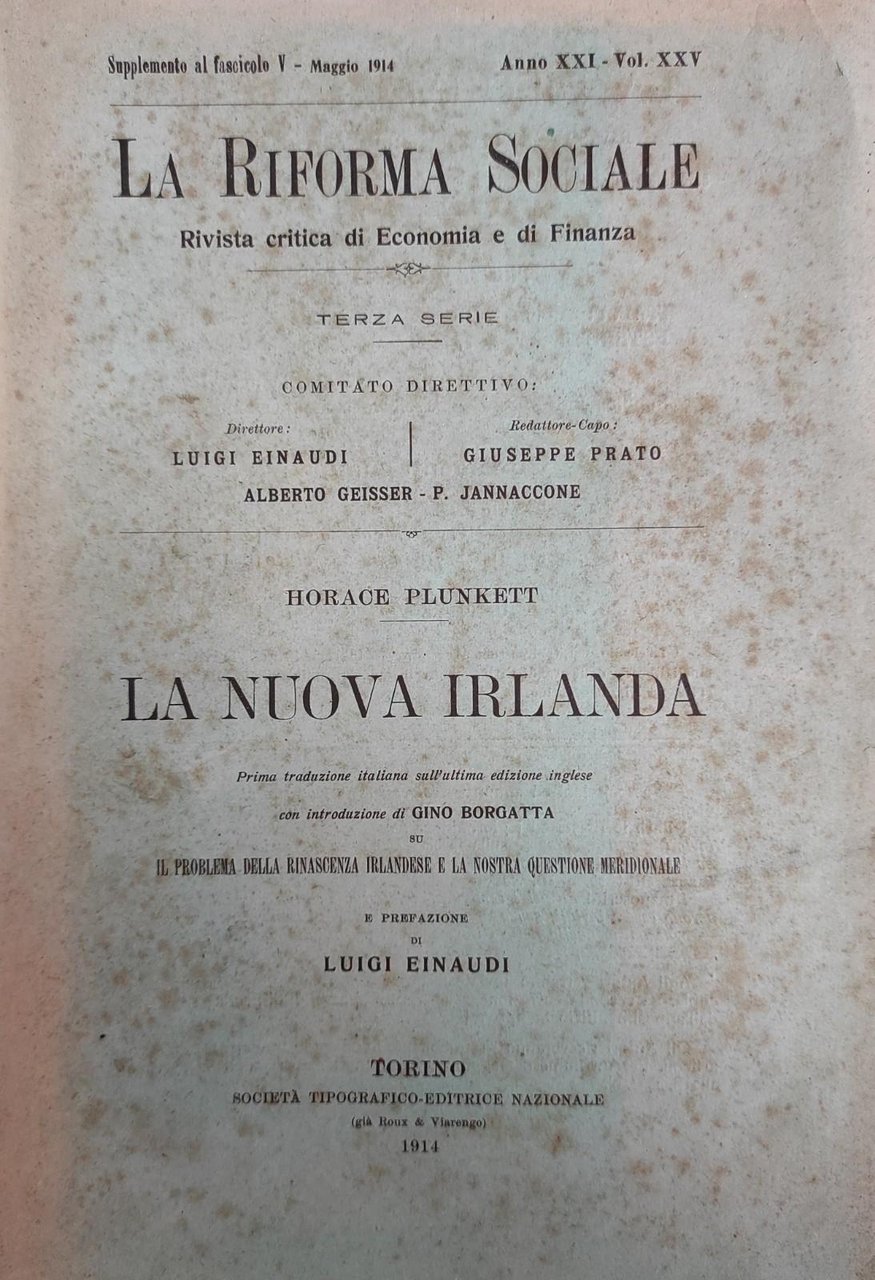 Supplemento al fascicolo V - Maggio 1914 Anno XXI - Vol. XXV
LA RIFORMA SOCIALE
Rivista critica di Economia e di Finanza
TERZA SERIE
COMITATO DIRETTIVO:
Direttore: Redattore-Capo:
LUIGI EINAUDI GIUSEPPE PRATO
ALBERTO GEISSER - P. JANNACCONE
HORACE PLUNKETT
LA NUOVA IRLANDA
Prima traduzione italiana sull'ultima edizione inglese
con introduzione di GINO BORGATTA
SU
IL PROBLEMA DELLA RINASCENZA IRLANDESE E LA NOSTRA QUESTIONE MERIDIONALE
E PREFAZIONE
DI
LUIGI EINAUDI
TORINO
SOCIETÀ TIPOGRAFICO-EDITRICE NAZIONALE
(già Roux & Viarengo)
1914